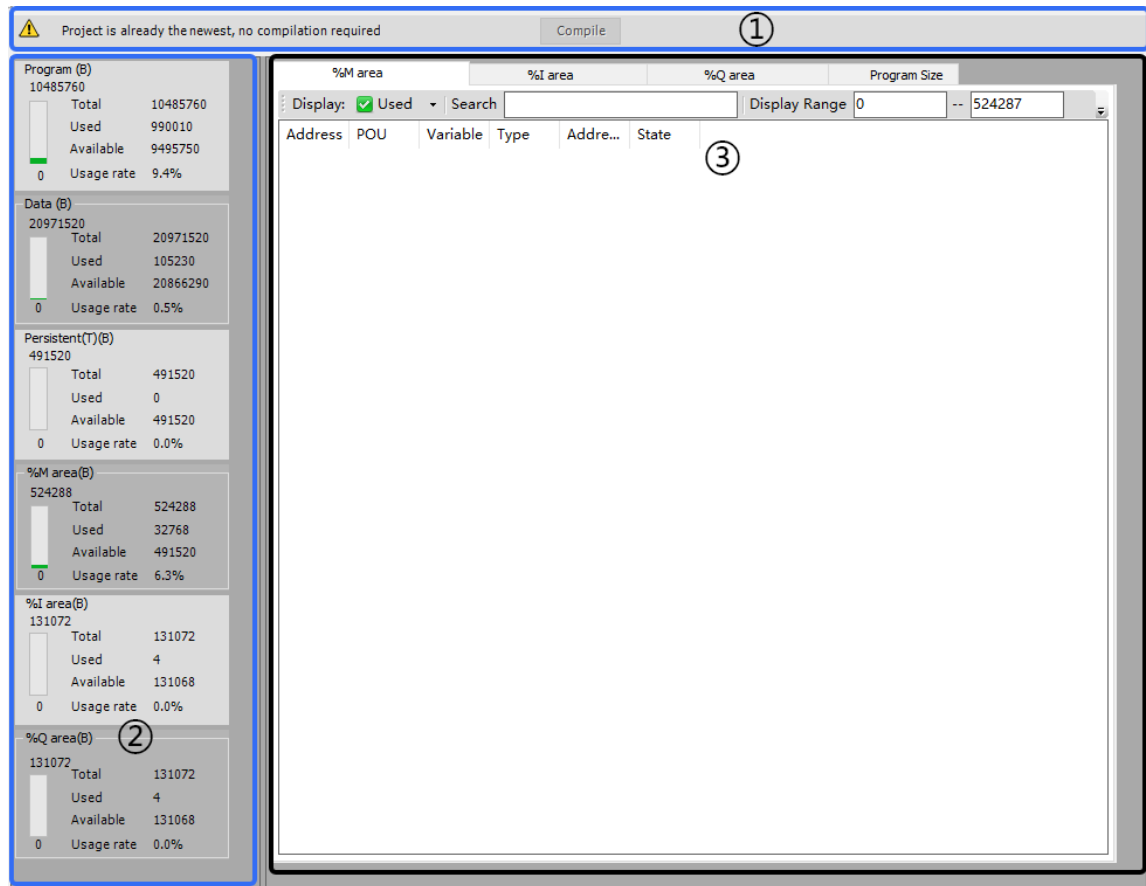 Project is already the newest, no compilation required Compile ①
Program (B)
10485760
Total 10485760
Used 990010
Available 9495750
0 Usage rate 9.4%
Data (B)
20971520
Total 20971520
Used 105230
Available 20866290
0 Usage rate 0.5%
Persistent(T)(B)
491520
Total 491520
Used 0
Available 491520
0 Usage rate 0.0%
%M area(B)
524288
Total 524288
Used 32768
Available 491520
0 Usage rate 6.3%
%I area(B)
131072
Total 131072
Used 4
Available 131068
0 Usage rate 0.0%
%Q area(B) ②
131072
Total 131072
Used 4
Available 131068
0 Usage rate 0.0%
%M area %I area %Q area Program Size
Display: Used Search Display Range 0 -- 524287
Address POU Variable Type Addre... State
③